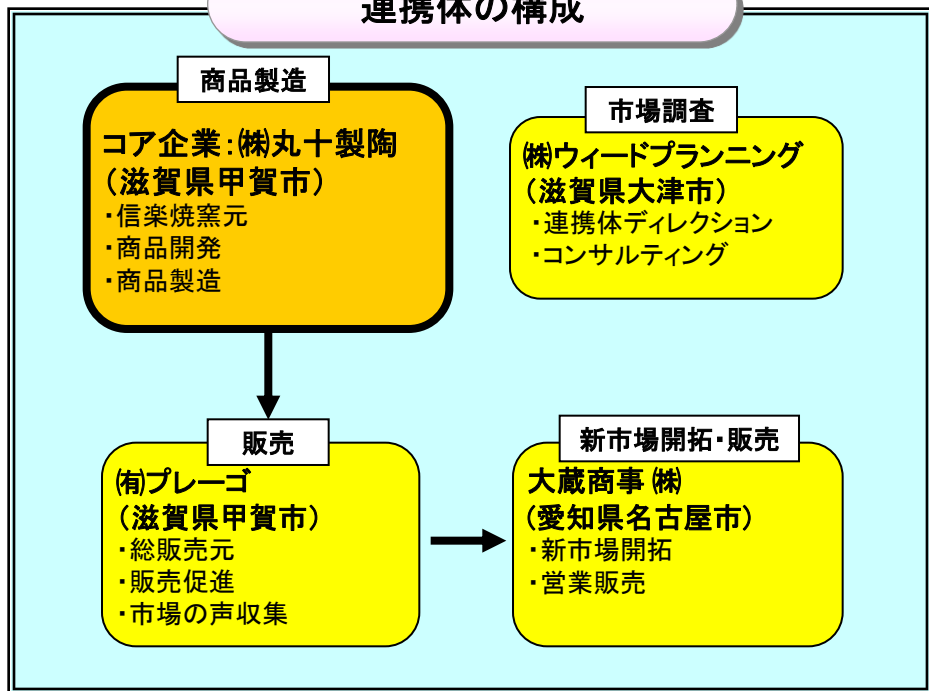 連携体の構成
商品製造
コア企業:㈱丸十製陶
(滋賀県甲賀市)
・信楽焼窯元
・商品開発
・商品製造
市場調査
㈱ウィードプランニング
(滋賀県大津市)
・連携体ディレクション
・コンサルティング
販売
㈲プレーゴ
(滋賀県甲賀市)
・総販売元
・販売促進
・市場の声収集
新市場開拓・販売
大蔵商事㈱
(愛知県名古屋市)
・新市場開拓
・営業販売